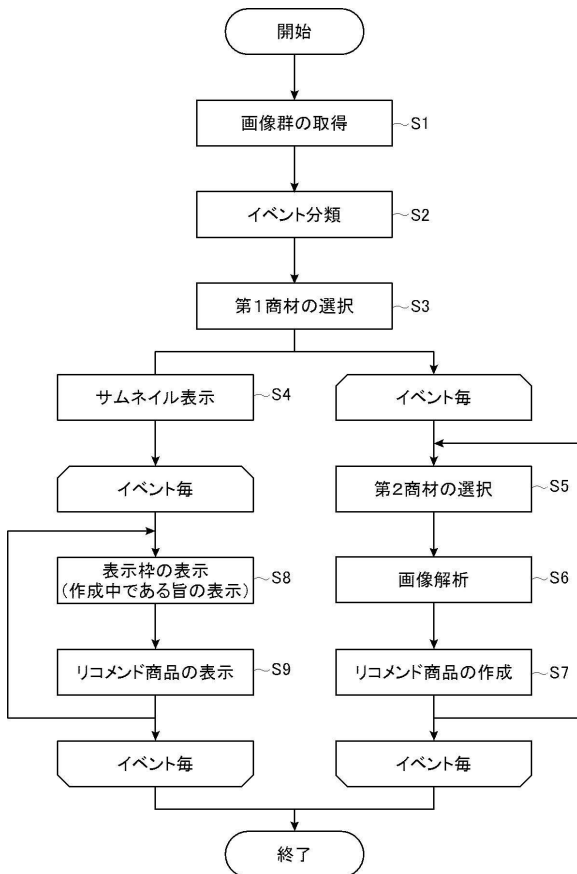 開始
画像群の取得
S1
イベント分類
S2
第1商材の選択
S3
サムネイル表示
S4
イベント毎
イベント毎
第2商材の選択
S5
表示枠の表示
(作成中である旨の表示)
S8
画像解析
S6
リコメンド商品の表示
S9
リコメンド商品の作成
S7
イベント毎
イベント毎
終了